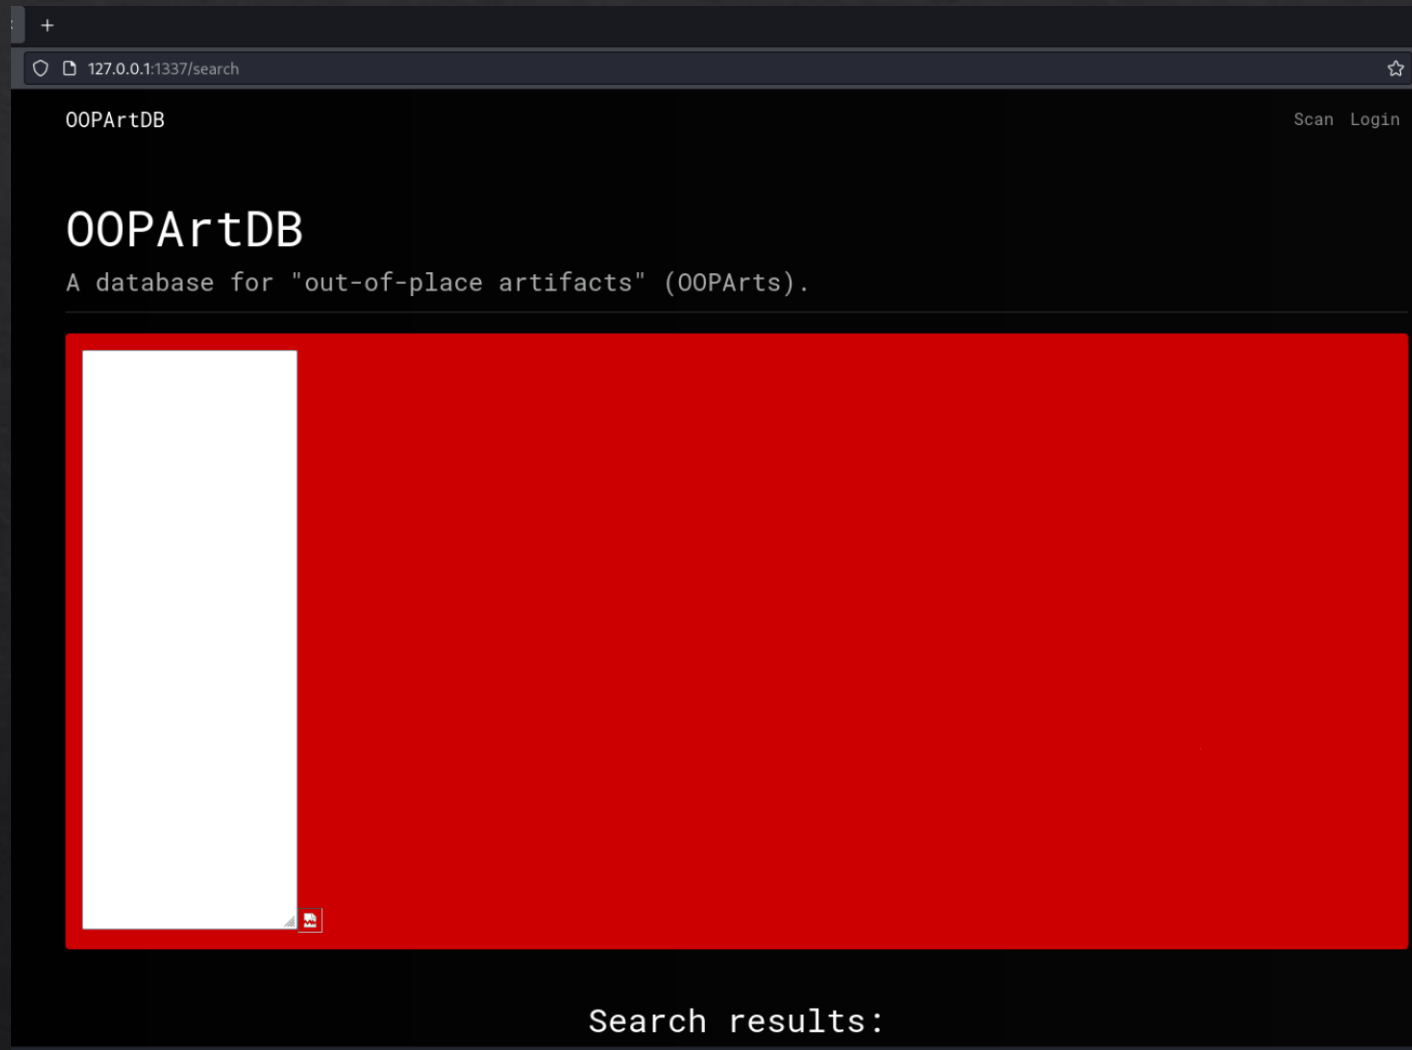 +
127.0.0.1:1337/search
OOPArtDB
Scan Login
OOPArtDB
A database for "out-of-place artifacts" (OOPArts).
Search results: